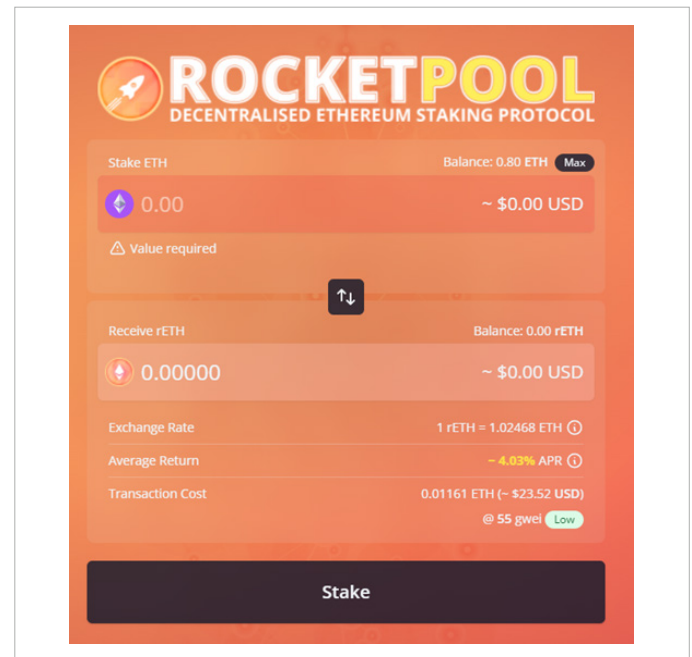 ROCKETPOOL
DECENTRALISED ETHEREUM STAKING PROTOCOL
Stake ETH Balance: 0.80 ETH Max
0.00 ~ $0.00 USD
Value required
Receive rETH Balance: 0.00 rETH
0.00000 ~ $0.00 USD
Exchange Rate 1 rETH = 1.02468 ETH
Average Return ~ 4.03% APR
Transaction Cost 0.01161 ETH (~ $23.52 USD)
@ 55 gwei Low
Stake